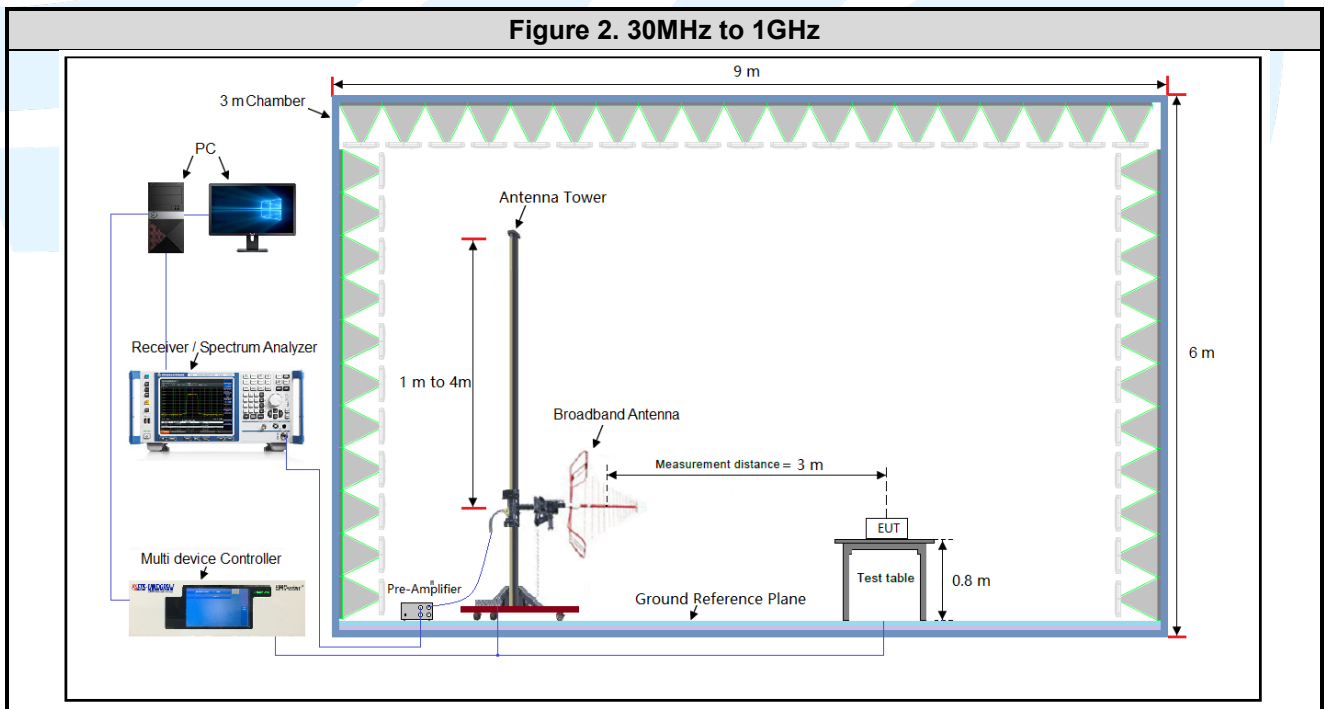 Figure 2. 30MHz to 1GHz
9 m
3 m Chamber
PC
Antenna Tower
Receiver / Spectrum Analyzer
1 m to 4m
6 m
Broadband Antenna
Measurement distance = 3 m
EUT
Multi device Controller
Pre-Amplifier
Test table
0.8 m
Ground Reference Plane